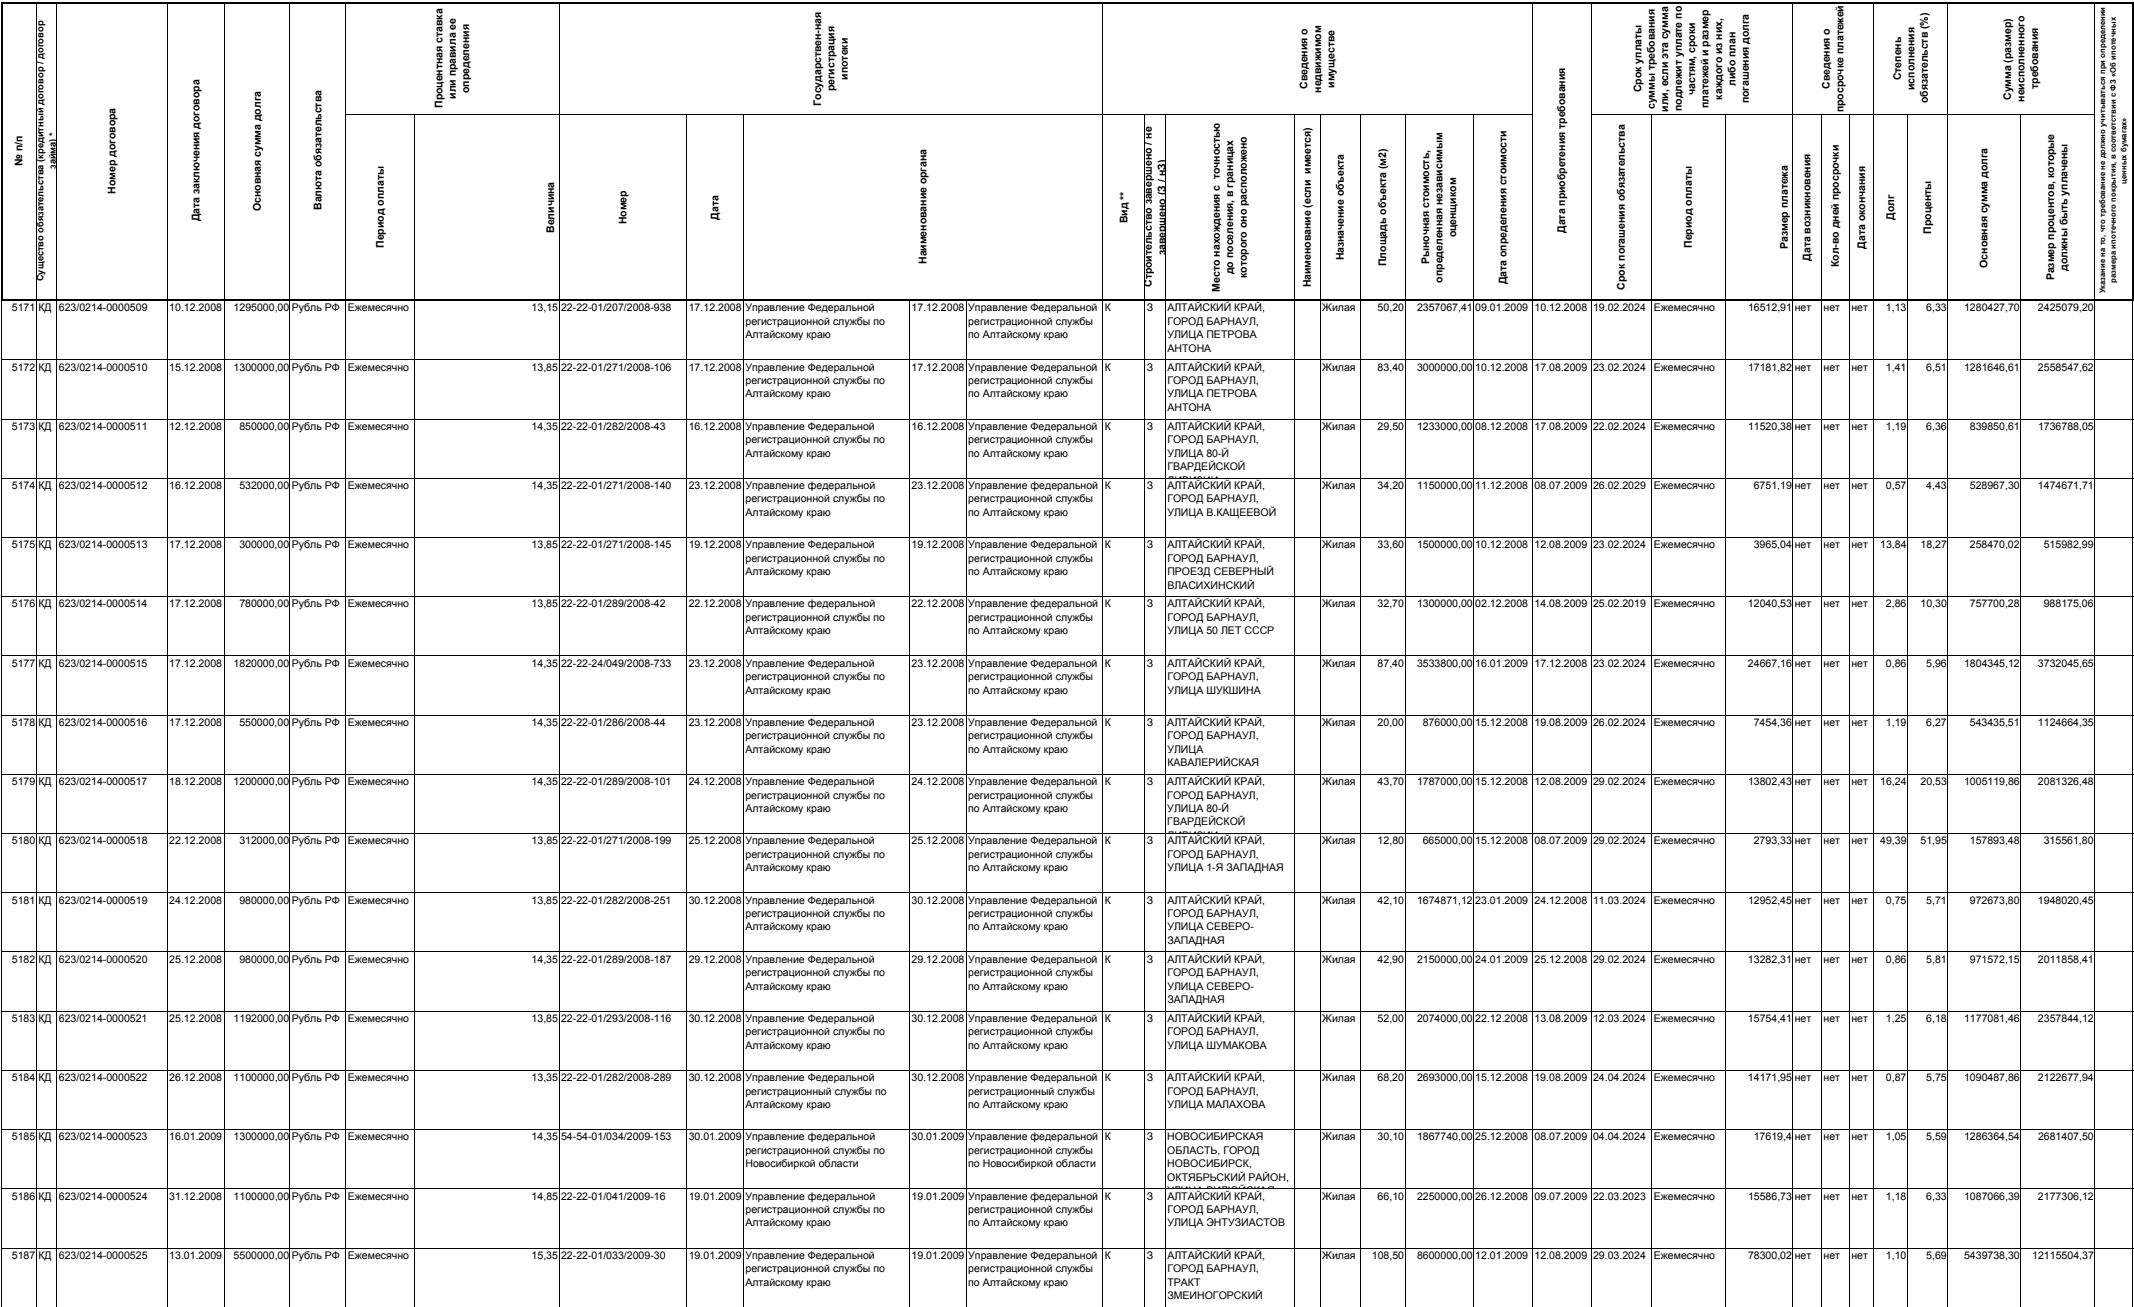 № п/п
Существо обязательства (кредитный договор / договор
займа) *
Номер договора
Дата заключения договора
Основная сумма долга
Валюта обязательства
Процентная ставка
или правила ее
определения
Период оплаты
Величина
Государствен-ная
регистрация
ипотеки
Номер
Дата
Наименование органа
Сведения о
недвижимом
имуществе
Вид **
Строительство завершено / не
завершено (З / нЗ)
Место нахождения с точностью
до поселения, в границах
которого оно расположено
Наименование (если имеется)
Назначение объекта
Площадь объекта (м2)
Рыночная стоимость,
определенная независимым
оценщиком
Дата определения стоимости
Дата приобретения требования
Срок уплаты
суммы требования
или, если эта сумма
подлежит уплате по
частям, сроки
платежей и размер
каждого из них,
либо план
погашения долга
Срок погашения обязательства
Период оплаты
Размер платежа
Сведения о
просрочке платежей
Дата возникновения
Кол-во дней просрочки
Дата окончания
Степень
исполнения
обязательств (%)
Долг
Проценты
Сумма (размер)
неисполненного
требования
Основная сумма долга
Размер процентов, которые
должны быть уплачены
Указание на то, что требование не должно учитываться при определении
размера ипотечного покрытия, в соответствии с ФЗ «Об ипотечных
ценных бумагах»
5171 КД 623/0214-0000509 10.12.2008 1295000,00 Рубль РФ Ежемесячно 13,15 22-22-01/207/2008-938 17.12.2008 Управление Федеральной 17.12.2008 Управление Федеральной К З АЛТАЙСКИЙ КРАЙ, Жилая 50,20 2357067,41 09.01.2009 10.12.2008 19.02.2024 Ежемесячно 16512,91 нет нет нет 1,13 6,33 1280427,70 2425079,20
регистрационной службы по регистрационной службы ГОРОД БАРНАУЛ,
Алтайскому краю по Алтайскому краю УЛИЦА ПЕТРОВА
АНТОНА
5172 КД 623/0214-0000510 15.12.2008 1300000,00 Рубль РФ Ежемесячно 13,85 22-22-01/271/2008-106 17.12.2008 Управление Федеральной 17.12.2008 Управление Федеральной К З АЛТАЙСКИЙ КРАЙ, Жилая 83,40 3000000,00 10.12.2008 17.08.2009 23.02.2024 Ежемесячно 17181,82 нет нет нет 1,41 6,51 1281646,61 2558547,62
регистрационной службы по регистрационной службы ГОРОД БАРНАУЛ,
Алтайскому краю по Алтайскому краю УЛИЦА ПЕТРОВА
АНТОНА
5173 КД 623/0214-0000511 12.12.2008 850000,00 Рубль РФ Ежемесячно 14,35 22-22-01/282/2008-43 16.12.2008 Управление Федеральной 16.12.2008 Управление Федеральной К З АЛТАЙСКИЙ КРАЙ, Жилая 29,50 1233000,00 08.12.2008 17.08.2009 22.02.2024 Ежемесячно 11520,38 нет нет нет 1,19 6,36 839850,61 1736788,05
регистрационной службы по регистрационной службы ГОРОД БАРНАУЛ,
Алтайскому краю по Алтайскому краю УЛИЦА 80-Й
ГВАРДЕЙСКОЙ
5174 КД 623/0214-0000512 16.12.2008 532000,00 Рубль РФ Ежемесячно 14,35 22-22-01/271/2008-140 23.12.2008 Управление Федеральной 23.12.2008 Управление Федеральной К З АЛТАЙСКИЙ КРАЙ, Жилая 34,20 1150000,00 11.12.2008 08.07.2009 26.02.2029 Ежемесячно 6751,19 нет нет нет 0,57 4,43 528967,30 1474671,71
регистрационной службы по регистрационной службы ГОРОД БАРНАУЛ,
Алтайскому краю по Алтайскому краю УЛИЦА В.КАЩЕЕВОЙ
5175 КД 623/0214-0000513 17.12.2008 300000,00 Рубль РФ Ежемесячно 13,85 22-22-01/271/2008-145 19.12.2008 Управление Федеральной 19.12.2008 Управление Федеральной К З АЛТАЙСКИЙ КРАЙ, Жилая 33,60 1500000,00 10.12.2008 12.08.2009 23.02.2024 Ежемесячно 3965,04 нет нет нет 13,84 18,27 258470,02 515982,99
регистрационной службы по регистрационной службы ГОРОД БАРНАУЛ,
Алтайскому краю по Алтайскому краю ПРОЕЗД СЕВЕРНЫЙ
ВЛАСИХИНСКИЙ
5176 КД 623/0214-0000514 17.12.2008 780000,00 Рубль РФ Ежемесячно 13,85 22-22-01/289/2008-42 22.12.2008 Управление федеральной 22.12.2008 Управление федеральной К З АЛТАЙСКИЙ КРАЙ, Жилая 32,70 1300000,00 02.12.2008 14.08.2009 25.02.2019 Ежемесячно 12040,53 нет нет нет 2,86 10,30 757700,28 988175,06
регистрационной службы по регистрационной службы ГОРОД БАРНАУЛ,
Алтайскому краю по Алтайскому краю УЛИЦА 50 ЛЕТ СССР
5177 КД 623/0214-0000515 17.12.2008 1820000,00 Рубль РФ Ежемесячно 14,35 22-22-24/049/2008-733 23.12.2008 Управление Федеральной 23.12.2008 Управление Федеральной К З АЛТАЙСКИЙ КРАЙ, Жилая 87,40 3533800,00 16.01.2009 17.12.2008 23.02.2024 Ежемесячно 24667,16 нет нет нет 0,86 5,96 1804345,12 3732045,65
регистрационной службы по регистрационной службы ГОРОД БАРНАУЛ,
Алтайскому краю по Алтайскому краю УЛИЦА ШУКШИНА
5178 КД 623/0214-0000516 17.12.2008 550000,00 Рубль РФ Ежемесячно 14,35 22-22-01/286/2008-44 23.12.2008 Управление Федеральной 23.12.2008 Управление Федеральной К З АЛТАЙСКИЙ КРАЙ, Жилая 20,00 876000,00 15.12.2008 19.08.2009 26.02.2024 Ежемесячно 7454,36 нет нет нет 1,19 6,27 543435,51 1124664,35
регистрационной службы по регистрационной службы ГОРОД БАРНАУЛ,
Алтайскому краю по Алтайскому краю УЛИЦА
КАВАЛЕРИЙСКАЯ
5179 КД 623/0214-0000517 18.12.2008 1200000,00 Рубль РФ Ежемесячно 14,35 22-22-01/289/2008-101 24.12.2008 Управление Федеральной 24.12.2008 Управление Федеральной К З АЛТАЙСКИЙ КРАЙ, Жилая 43,70 1787000,00 15.12.2008 12.08.2009 29.02.2024 Ежемесячно 13802,43 нет нет нет 16,24 20,53 1005119,86 2081326,48
регистрационной службы по регистрационной службы ГОРОД БАРНАУЛ,
Алтайскому краю по Алтайскому краю УЛИЦА 80-Й
ГВАРДЕЙСКОЙ
5180 КД 623/0214-0000518 22.12.2008 312000,00 Рубль РФ Ежемесячно 13,85 22-22-01/271/2008-199 25.12.2008 Управление Федеральной 25.12.2008 Управление Федеральной К З АЛТАЙСКИЙ КРАЙ, Жилая 12,80 665000,00 15.12.2008 08.07.2009 29.02.2024 Ежемесячно 2793,33 нет нет нет 49,39 51,95 157893,48 315561,80
регистрационной службы по регистрационной службы ГОРОД БАРНАУЛ,
Алтайскому краю по Алтайскому краю УЛИЦА 1-Я ЗАПАДНАЯ
5181 КД 623/0214-0000519 24.12.2008 980000,00 Рубль РФ Ежемесячно 13,85 22-22-01/282/2008-251 30.12.2008 Управление Федеральной 30.12.2008 Управление Федеральной К З АЛТАЙСКИЙ КРАЙ, Жилая 42,10 1674871,12 23.01.2009 24.12.2008 11.03.2024 Ежемесячно 12952,45 нет нет нет 0,75 5,71 972673,80 1948020,45
регистрационной службы по регистрационной службы ГОРОД БАРНАУЛ,
Алтайскому краю по Алтайскому краю УЛИЦА СЕВЕРО-
ЗАПАДНАЯ
5182 КД 623/0214-0000520 25.12.2008 980000,00 Рубль РФ Ежемесячно 14,35 22-22-01/289/2008-187 29.12.2008 Управление Федеральной 29.12.2008 Управление Федеральной К З АЛТАЙСКИЙ КРАЙ, Жилая 42,90 2150000,00 24.01.2009 25.12.2008 29.02.2024 Ежемесячно 13282,31 нет нет нет 0,86 5,81 971572,15 2011858,41
регистрационной службы по регистрационной службы ГОРОД БАРНАУЛ,
Алтайскому краю по Алтайскому краю УЛИЦА СЕВЕРО-
ЗАПАДНАЯ
5183 КД 623/0214-0000521 25.12.2008 1192000,00 Рубль РФ Ежемесячно 13,85 22-22-01/293/2008-116 30.12.2008 Управление Федеральной 30.12.2008 Управление Федеральной К З АЛТАЙСКИЙ КРАЙ, Жилая 52,00 2074000,00 22.12.2008 13.08.2009 12.03.2024 Ежемесячно 15754,41 нет нет нет 1,25 6,18 1177081,46 2357844,12
регистрационной службы по регистрационной службы ГОРОД БАРНАУЛ,
Алтайскому краю по Алтайскому краю УЛИЦА ШУМАКОВА
5184 КД 623/0214-0000522 26.12.2008 1100000,00 Рубль РФ Ежемесячно 13,35 22-22-01/282/2008-289 30.12.2008 Управление Федеральной 30.12.2008 Управление Федеральной К З АЛТАЙСКИЙ КРАЙ, Жилая 68,20 2693000,00 15.12.2008 19.08.2009 24.04.2024 Ежемесячно 14171,95 нет нет нет 0,87 5,75 1090487,86 2122677,94
регистрационный службы по регистрационный службы ГОРОД БАРНАУЛ,
Алтайскому краю по Алтайскому краю УЛИЦА МАЛАХОВА
5185 КД 623/0214-0000523 16.01.2009 1300000,00 Рубль РФ Ежемесячно 14,35 54-54-01/034/2009-153 30.01.2009 Управление федеральной 30.01.2009 Управление федеральной К З НОВОСИБИРСКАЯ Жилая 30,10 1867740,00 25.12.2008 08.07.2009 04.04.2024 Ежемесячно 17619,4 нет нет нет 1,05 5,59 1286364,54 2681407,50
регистрационной службы по регистрационной службы ОБЛАСТЬ, ГОРОД
Новосибиркой области по Новосибиркой области НОВОСИБИРСК,
ОКТЯБРЬСКИЙ РАЙОН,
5186 КД 623/0214-0000524 31.12.2008 1100000,00 Рубль РФ Ежемесячно 14,85 22-22-01/041/2009-16 19.01.2009 Управление федеральной 19.01.2009 Управление федеральной К З АЛТАЙСКИЙ КРАЙ, Жилая 66,10 2250000,00 26.12.2008 09.07.2009 22.03.2023 Ежемесячно 15586,73 нет нет нет 1,18 6,33 1087066,39 2177306,12
регистрационной службы по регистрационной службы ГОРОД БАРНАУЛ,
Алтайскому краю по Алтайскому краю УЛИЦА ЭНТУЗИАСТОВ
5187 КД 623/0214-0000525 13.01.2009 5500000,00 Рубль РФ Ежемесячно 15,35 22-22-01/033/2009-30 19.01.2009 Управление Федеральной 19.01.2009 Управление Федеральной К З АЛТАЙСКИЙ КРАЙ, Жилая 108,50 8600000,00 12.01.2009 12.08.2009 29.03.2024 Ежемесячно 78300,02 нет нет нет 1,10 5,69 5439738,30 12115504,37
регистрационной службы по регистрационной службы ГОРОД БАРНАУЛ,
Алтайскому краю по Алтайскому краю ТРАКТ
ЗМЕИНОГОРСКИЙ